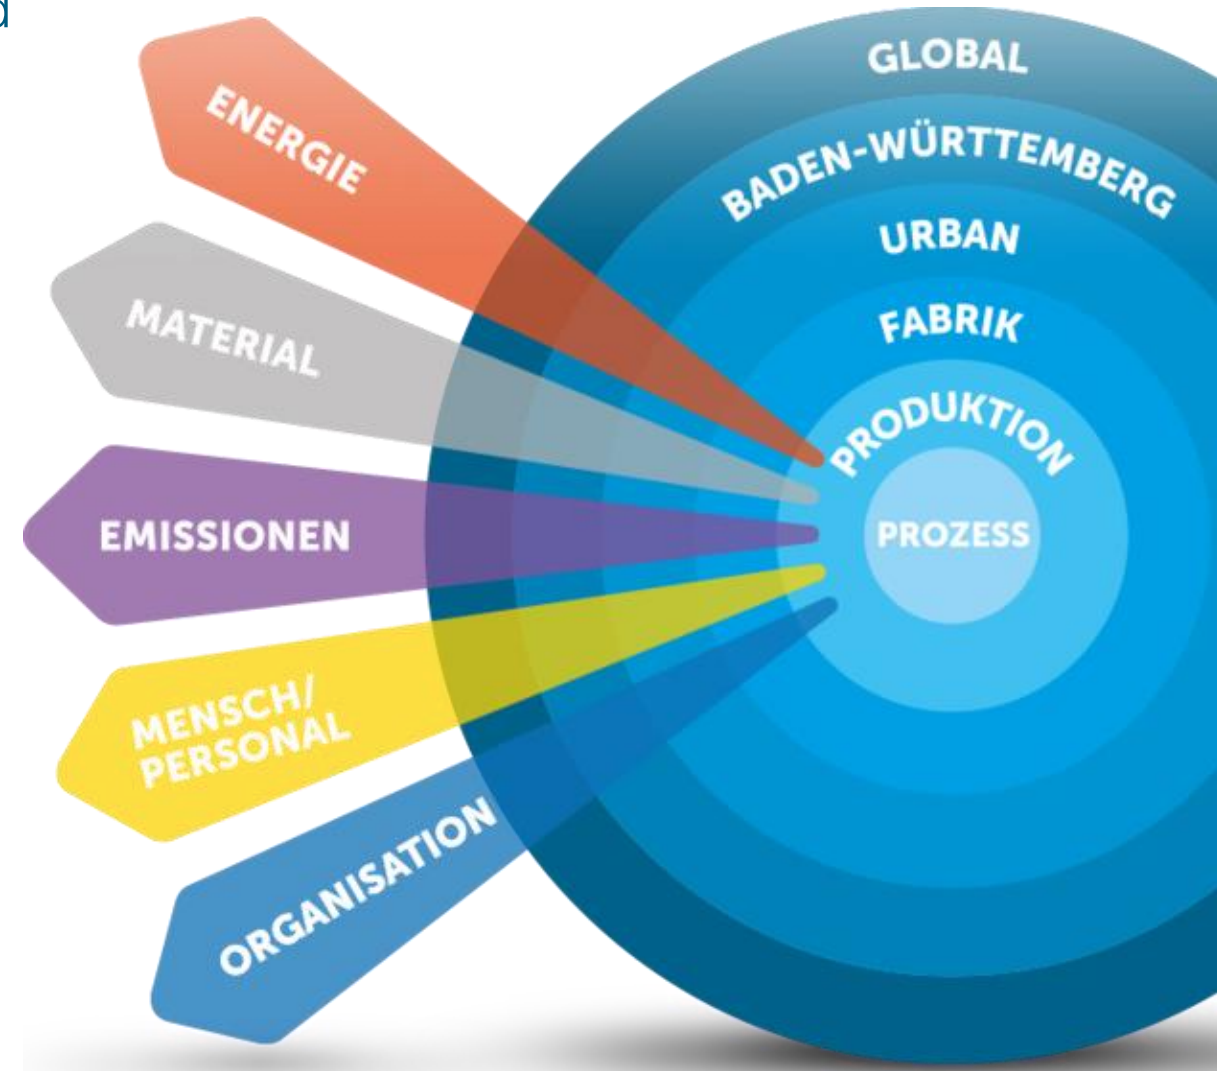 d
ENERGIE
MATERIAL
EMISSIONEN
MENSCH/
PERSONAL
ORGANISATION
GLOBAL
BADEN-WÜRTTEMBERG
URBAN
FABRIK
PRODUKTION
PROZESS